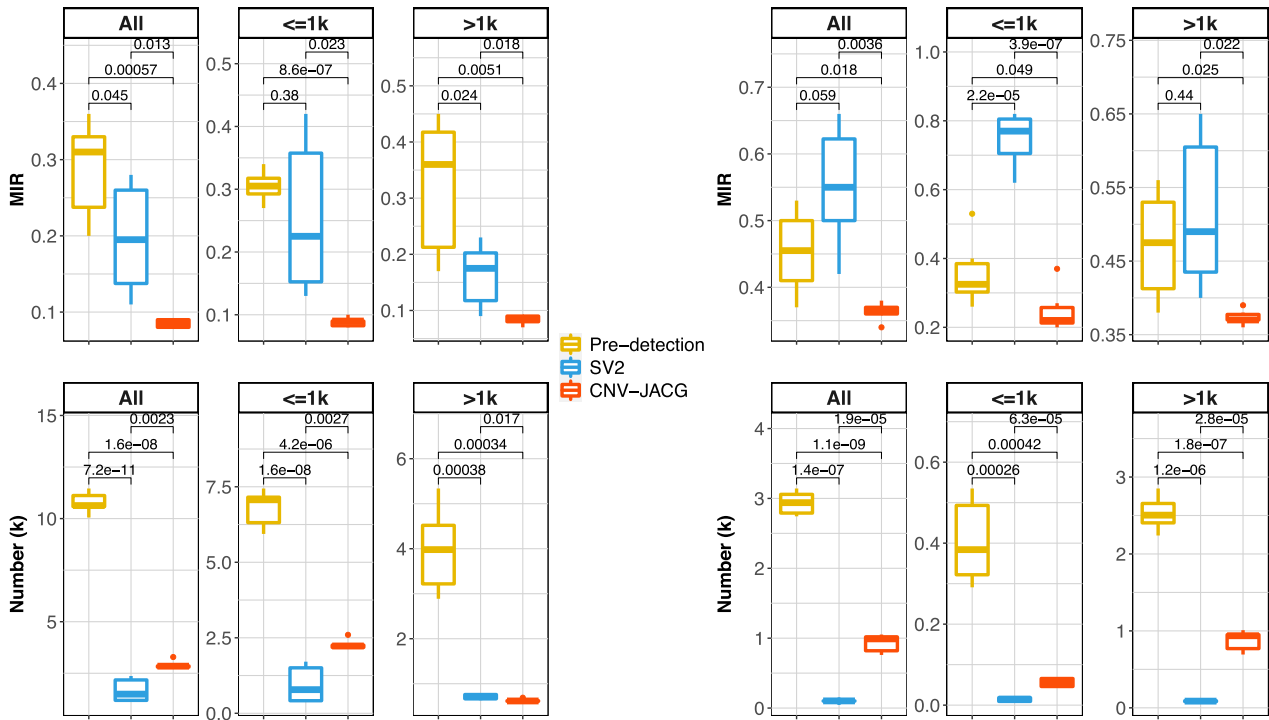 All
<=1k
>1k
MIR
0.4
0.3
0.2
0.1
0.013
0.00057
0.045
0.5
0.4
0.3
0.2
0.1
0.023
8.6e−07
0.38
0.5
0.4
0.3
0.2
0.1
0.018
0.0051
0.024
All
<=1k
>1k
MIR
0.7
0.6
0.5
0.4
0.0036
0.018
0.059
1.0
0.8
0.6
0.4
0.2
3.9e−07
0.049
2.2e−05
0.75
0.65
0.55
0.45
0.35
0.022
0.025
0.44
Pre−detection
SV2
CNV−JACG
All
<=1k
>1k
Number (k)
15
10
5
0.0023
1.6e−08
7.2e−11
7.5
5.0
2.5
0.0
0.0027
4.2e−06
1.6e−08
6
4
2
0.017
0.00034
0.00038
All
<=1k
>1k
Number (k)
4
3
2
1
0
1.9e−05
1.1e−09
1.4e−07
0.6
0.4
0.2
0.0
6.3e−05
0.00042
0.00026
3
2
1
0
2.8e−05
1.8e−07
1.2e−06